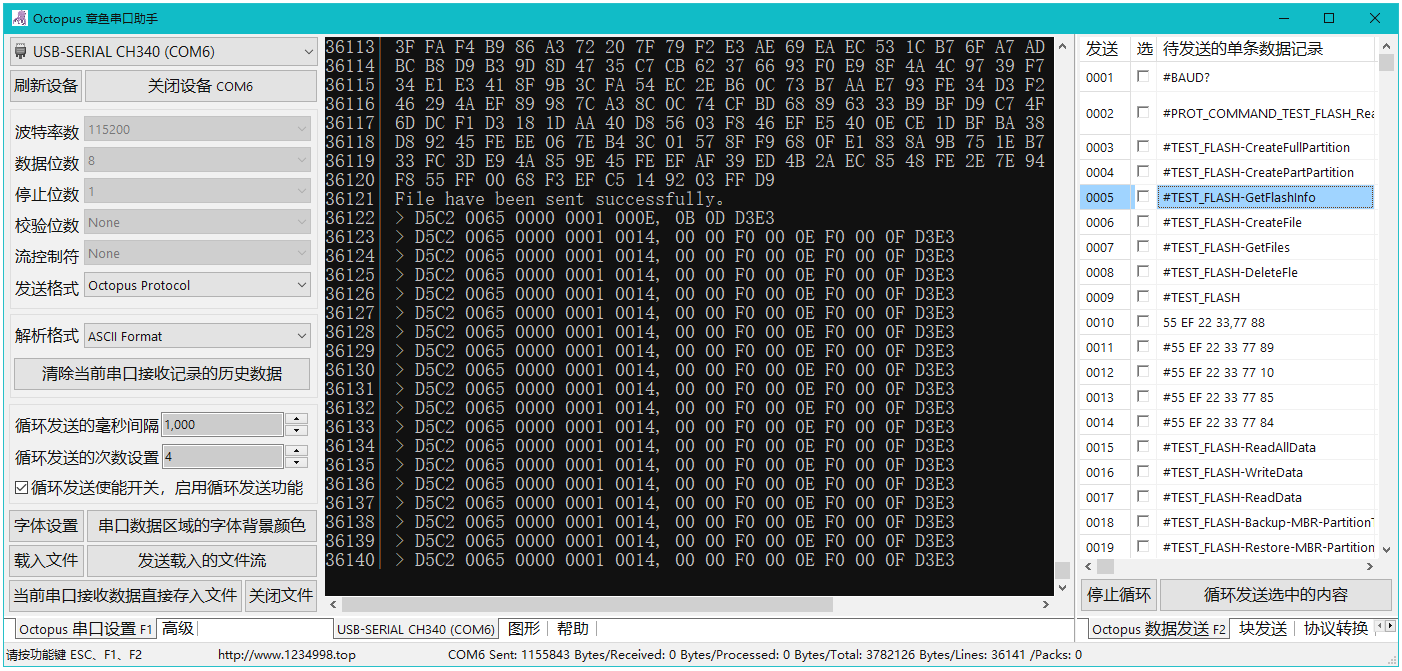 Octopus 章鱼串口助手
USB-SERIAL CH340 (COM6)
刷新设备
关闭设备 COM6
波特率数 115200
数据位数 8
停止位数 1
校验位数 None
流控制符 None
发送格式 Octopus Protocol
解析格式 ASCII Format
清除当前串口接收记录的历史数据
循环发送的毫秒间隔 1,000
循环发送的次数设置 4
循环发送使能开关，启用循环发送功能
字体设置
串口数据区域的字体背景颜色
载入文件
发送载入的文件流
当前串口接收数据直接存入文件
关闭文件
Octopus 串口设置 F1
高级
36113 3F FA F4 B9 86 A3 72 20 7F 79 F2 E3 AE 69 EA EC 53 1C B7 6F A7 AD
36114 BC B8 D9 B3 9D 8D 47 35 C7 CB 62 37 66 93 F0 E9 8F 4A 4C 97 39 F7
36115 34 E1 E3 41 8F 9B 3C FA 54 EC 2E B6 0C 73 B7 AA E7 93 FE 34 D3 F2
36116 46 29 4A EF 89 98 7C A3 8C 0C 74 CF BD 68 89 63 33 B9 BF D9 C7 4F
36117 6D DC F1 D3 18 1D AA 40 D8 56 03 F8 46 EF E5 40 0E CE 1D BF BA 38
36118 D8 92 45 FE EE 06 7E B4 3C 01 57 8F F9 68 0F E1 83 8A 9B 75 1E B7
36119 33 FC 3D E9 4A 85 9E 45 FE EF AF 39 ED 4B 2A EC 85 48 FE 2E 7E 94
36120 F8 55 FF 00 68 F3 EF C5 14 92 03 FF D9
36121 File have been sent successfully.
36122 > D5C2 0065 0000 0001 000E, 0B 0D D3E3
36123 > D5C2 0065 0000 0001 0014, 00 00 F0 00 0E F0 00 0F D3E3
36124 > D5C2 0065 0000 0001 0014, 00 00 F0 00 0E F0 00 0F D3E3
36125 > D5C2 0065 0000 0001 0014, 00 00 F0 00 0E F0 00 0F D3E3
36126 > D5C2 0065 0000 0001 0014, 00 00 F0 00 0E F0 00 0F D3E3
36127 > D5C2 0065 0000 0001 0014, 00 00 F0 00 0E F0 00 0F D3E3
36128 > D5C2 0065 0000 0001 0014, 00 00 F0 00 0E F0 00 0F D3E3
36129 > D5C2 0065 0000 0001 0014, 00 00 F0 00 0E F0 00 0F D3E3
36130 > D5C2 0065 0000 0001 0014, 00 00 F0 00 0E F0 00 0F D3E3
36131 > D5C2 0065 0000 0001 0014, 00 00 F0 00 0E F0 00 0F D3E3
36132 > D5C2 0065 0000 0001 0014, 00 00 F0 00 0E F0 00 0F D3E3
36133 > D5C2 0065 0000 0001 0014, 00 00 F0 00 0E F0 00 0F D3E3
36134 > D5C2 0065 0000 0001 0014, 00 00 F0 00 0E F0 00 0F D3E3
36135 > D5C2 0065 0000 0001 0014, 00 00 F0 00 0E F0 00 0F D3E3
36136 > D5C2 0065 0000 0001 0014, 00 00 F0 00 0E F0 00 0F D3E3
36137 > D5C2 0065 0000 0001 0014, 00 00 F0 00 0E F0 00 0F D3E3
36138 > D5C2 0065 0000 0001 0014, 00 00 F0 00 0E F0 00 0F D3E3
36139 > D5C2 0065 0000 0001 0014, 00 00 F0 00 0E F0 00 0F D3E3
36140 > D5C2 0065 0000 0001 0014, 00 00 F0 00 0E F0 00 0F D3E3
USB-SERIAL CH340 (COM6)
图形
帮助
发送 选 待发送的单条数据记录
0001 #BAUD?
0002 #PROT_COMMAND_TEST_FLASH_Rea
0003 #TEST_FLASH-CreateFullPartition
0004 #TEST_FLASH-CreatePartPartition
0005 #TEST_FLASH-GetFlashInfo
0006 #TEST_FLASH-CreateFile
0007 #TEST_FLASH-GetFiles
0008 #TEST_FLASH-DeleteFle
0009 #TEST_FLASH
0010 55 EF 22 33,77 88
0011 #55 EF 22 33 77 89
0012 #55 EF 22 33 77 10
0013 #55 EF 22 33 77 85
0014 #55 EF 22 33 77 84
0015 #TEST_FLASH-ReadAllData
0016 #TEST_FLASH-WriteData
0017 #TEST_FLASH-ReadData
0018 #TEST_FLASH-Backup-MBR-PartitionT
0019 #TEST_FLASH-Restore-MBR-Partition
停止循环
循环发送选中的内容
Octopus 数据发送 F2
块发送
协议转换
请按功能键 ESC、F1、F2
http://www.1234998.top
COM6 Sent: 1155843 Bytes/Received: 0 Bytes/Processed: 0 Bytes/Total: 3782126 Bytes/Lines: 36141 /Packs: 0